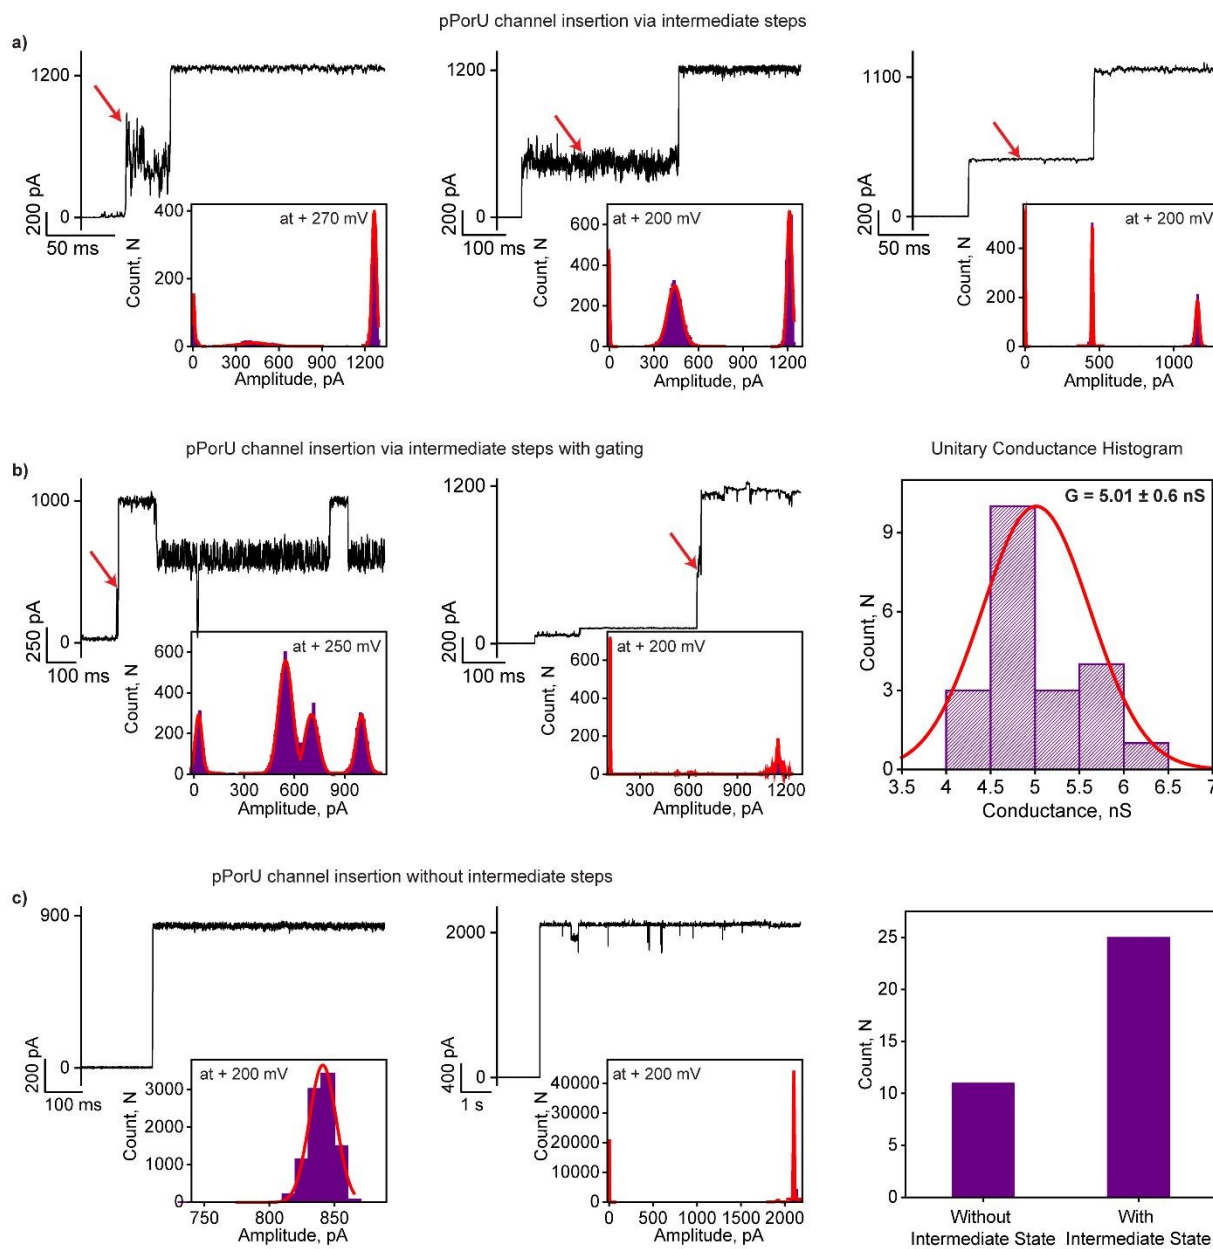 pPorU channel insertion via intermediate steps
a)
1200
0
200 pA
50 ms
400
200
0
Count, N
at + 270 mV
0 300 600 900 1200
Amplitude, pA
1200
0
200 pA
100 ms
600
400
200
0
Count, N
at + 200 mV
0 300 600 900 1200
Amplitude, pA
1100
0
200 pA
50 ms
400
200
0
Count, N
at + 200 mV
0 500 1000
Amplitude, pA
pPorU channel insertion via intermediate steps with gating
b)
1000
0
250 pA
100 ms
600
400
200
0
Count, N
at + 250 mV
0 300 600 900
Amplitude, pA
1200
0
200 pA
100 ms
600
400
200
0
Count, N
at + 200 mV
300 600 900 1200
Amplitude, pA
Unitary Conductance Histogram
G = 5.01 ± 0.6 nS
9
6
3
0
Count, N
3.5 4 4.5 5 5.5 6 6.5 7
Conductance, nS
pPorU channel insertion without intermediate steps
c)
900
0
200 pA
100 ms
3000
2000
1000
0
Count, N
at + 200 mV
750 800 850
Amplitude, pA
2000
0
400 pA
1 s
40000
30000
20000
10000
0
Count, N
at + 200 mV
0 500 1000 1500 2000
Amplitude, pA
25
20
15
10
5
0
Count, N
Without
Intermediate State
With
Intermediate State